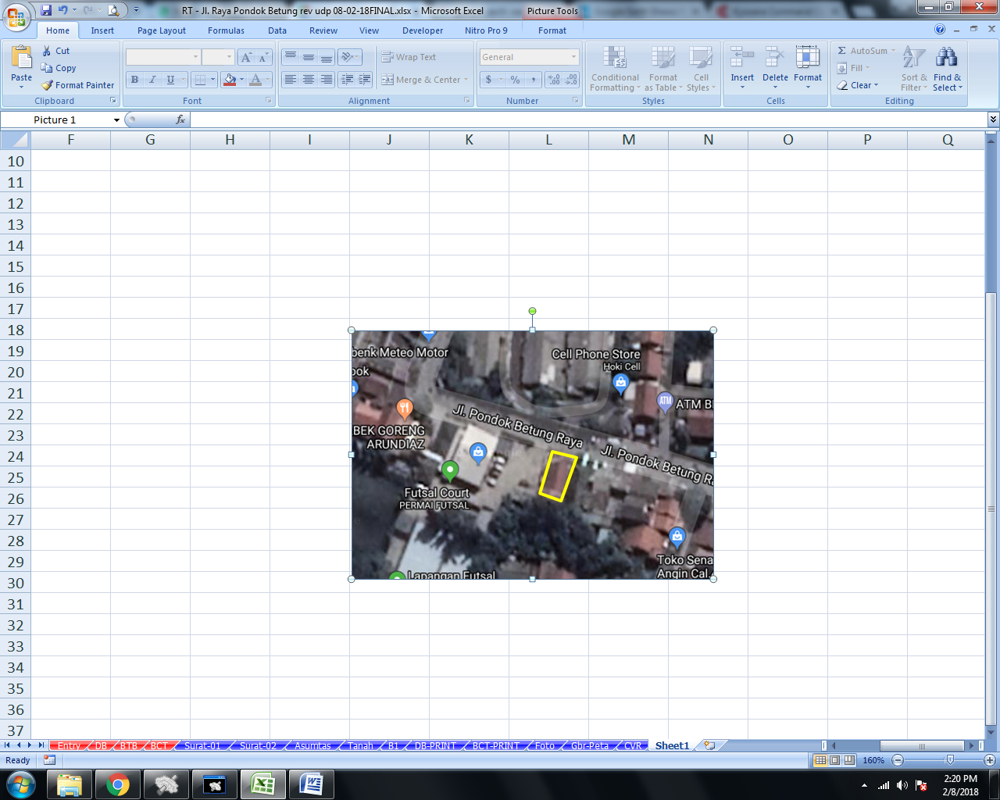 RT - Jl. Raya Pondok Betung rev udp 08-02-18FINAL.xlsx - Microsoft Excel
Picture Tools
Home Insert Page Layout Formulas Data Review View Developer Nitro Pro 9 Format
Paste
Cut
Copy
Format Painter
Clipboard
B I U
A A
Font
Wrap Text
Merge & Center
Alignment
General
$ % ,
Number
Conditional Formatting
Format as Table
Cell Styles
Styles
Insert Delete Format
Cells
AutoSum
Fill
Clear
Sort & Filter
Find & Select
Editing
Picture 1
fx
F G H I J K L M N O P Q
10
11
12
13
14
15
16
17
18
19
20
21
22
23
24
25
26
27
28
29
30
31
32
33
34
35
36
37
benk Meteo Motor
ok
Cell Phone Store
Hoki Cell
ATM B
Jl. Pondok Betung Raya
BEK GORENG
ARUNDIAZ
Jl. Pondok Betung Ra
Futsal Court
PERMAI FUTSAL
Toko Sena
Angin Cal
Lapangan Futsal
Entry DB BTB BCT Surat-01 Surat-02 Asumtas Tanah B1 DB-PRINT BCT-PRINT Foto Gbr-Peta CVR Sheet1
Ready
160%
2:20 PM
2/8/2018